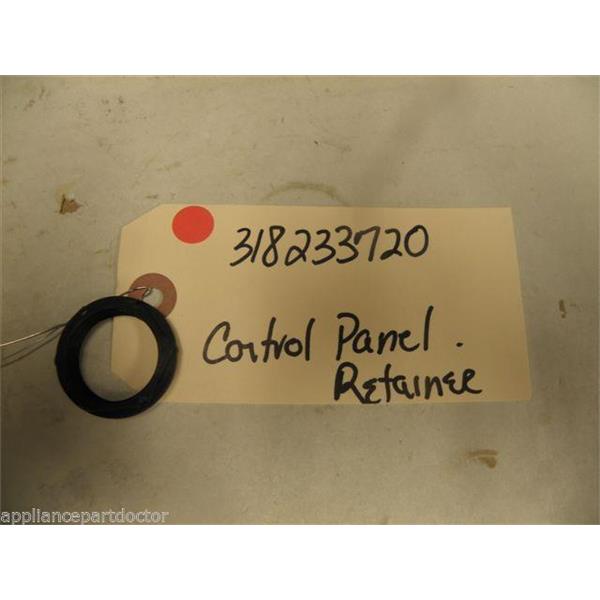 318233720
Control Panel.
Retainer
appliancepartdoctor